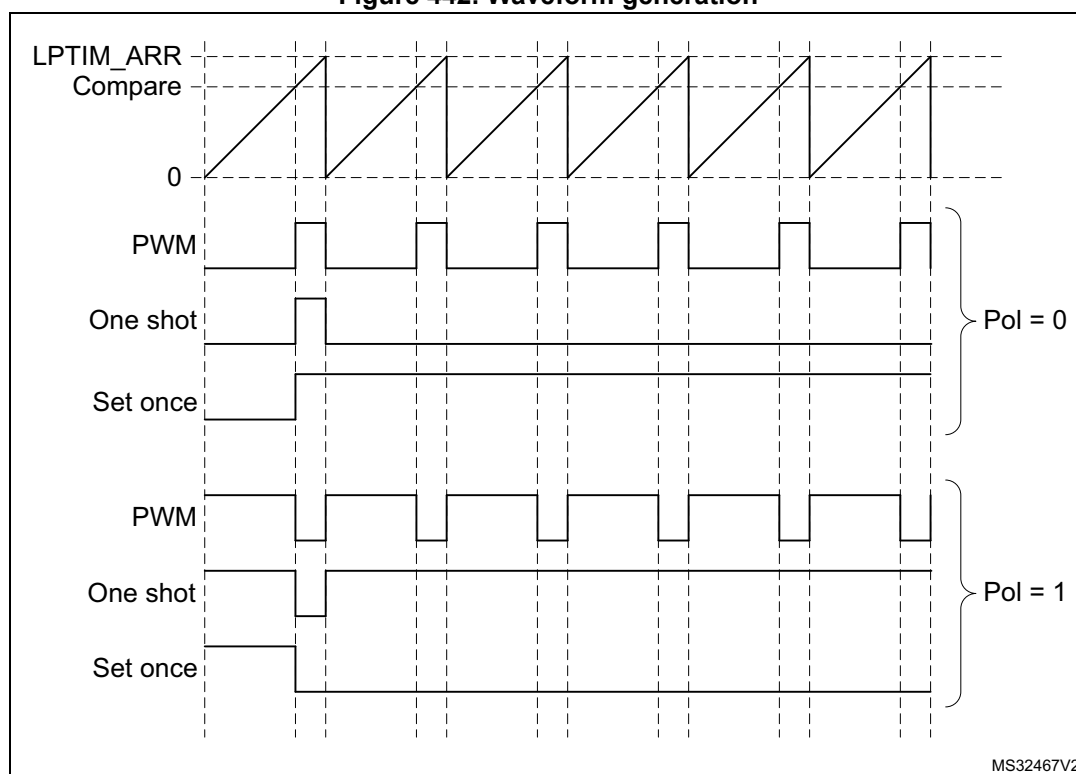 Figure 442. Waveform generation
LPTIM_ARR
Compare
0
PWM
One shot
Pol = 0
Set once
PWM
One shot
Pol = 1
Set once
MS32467V2